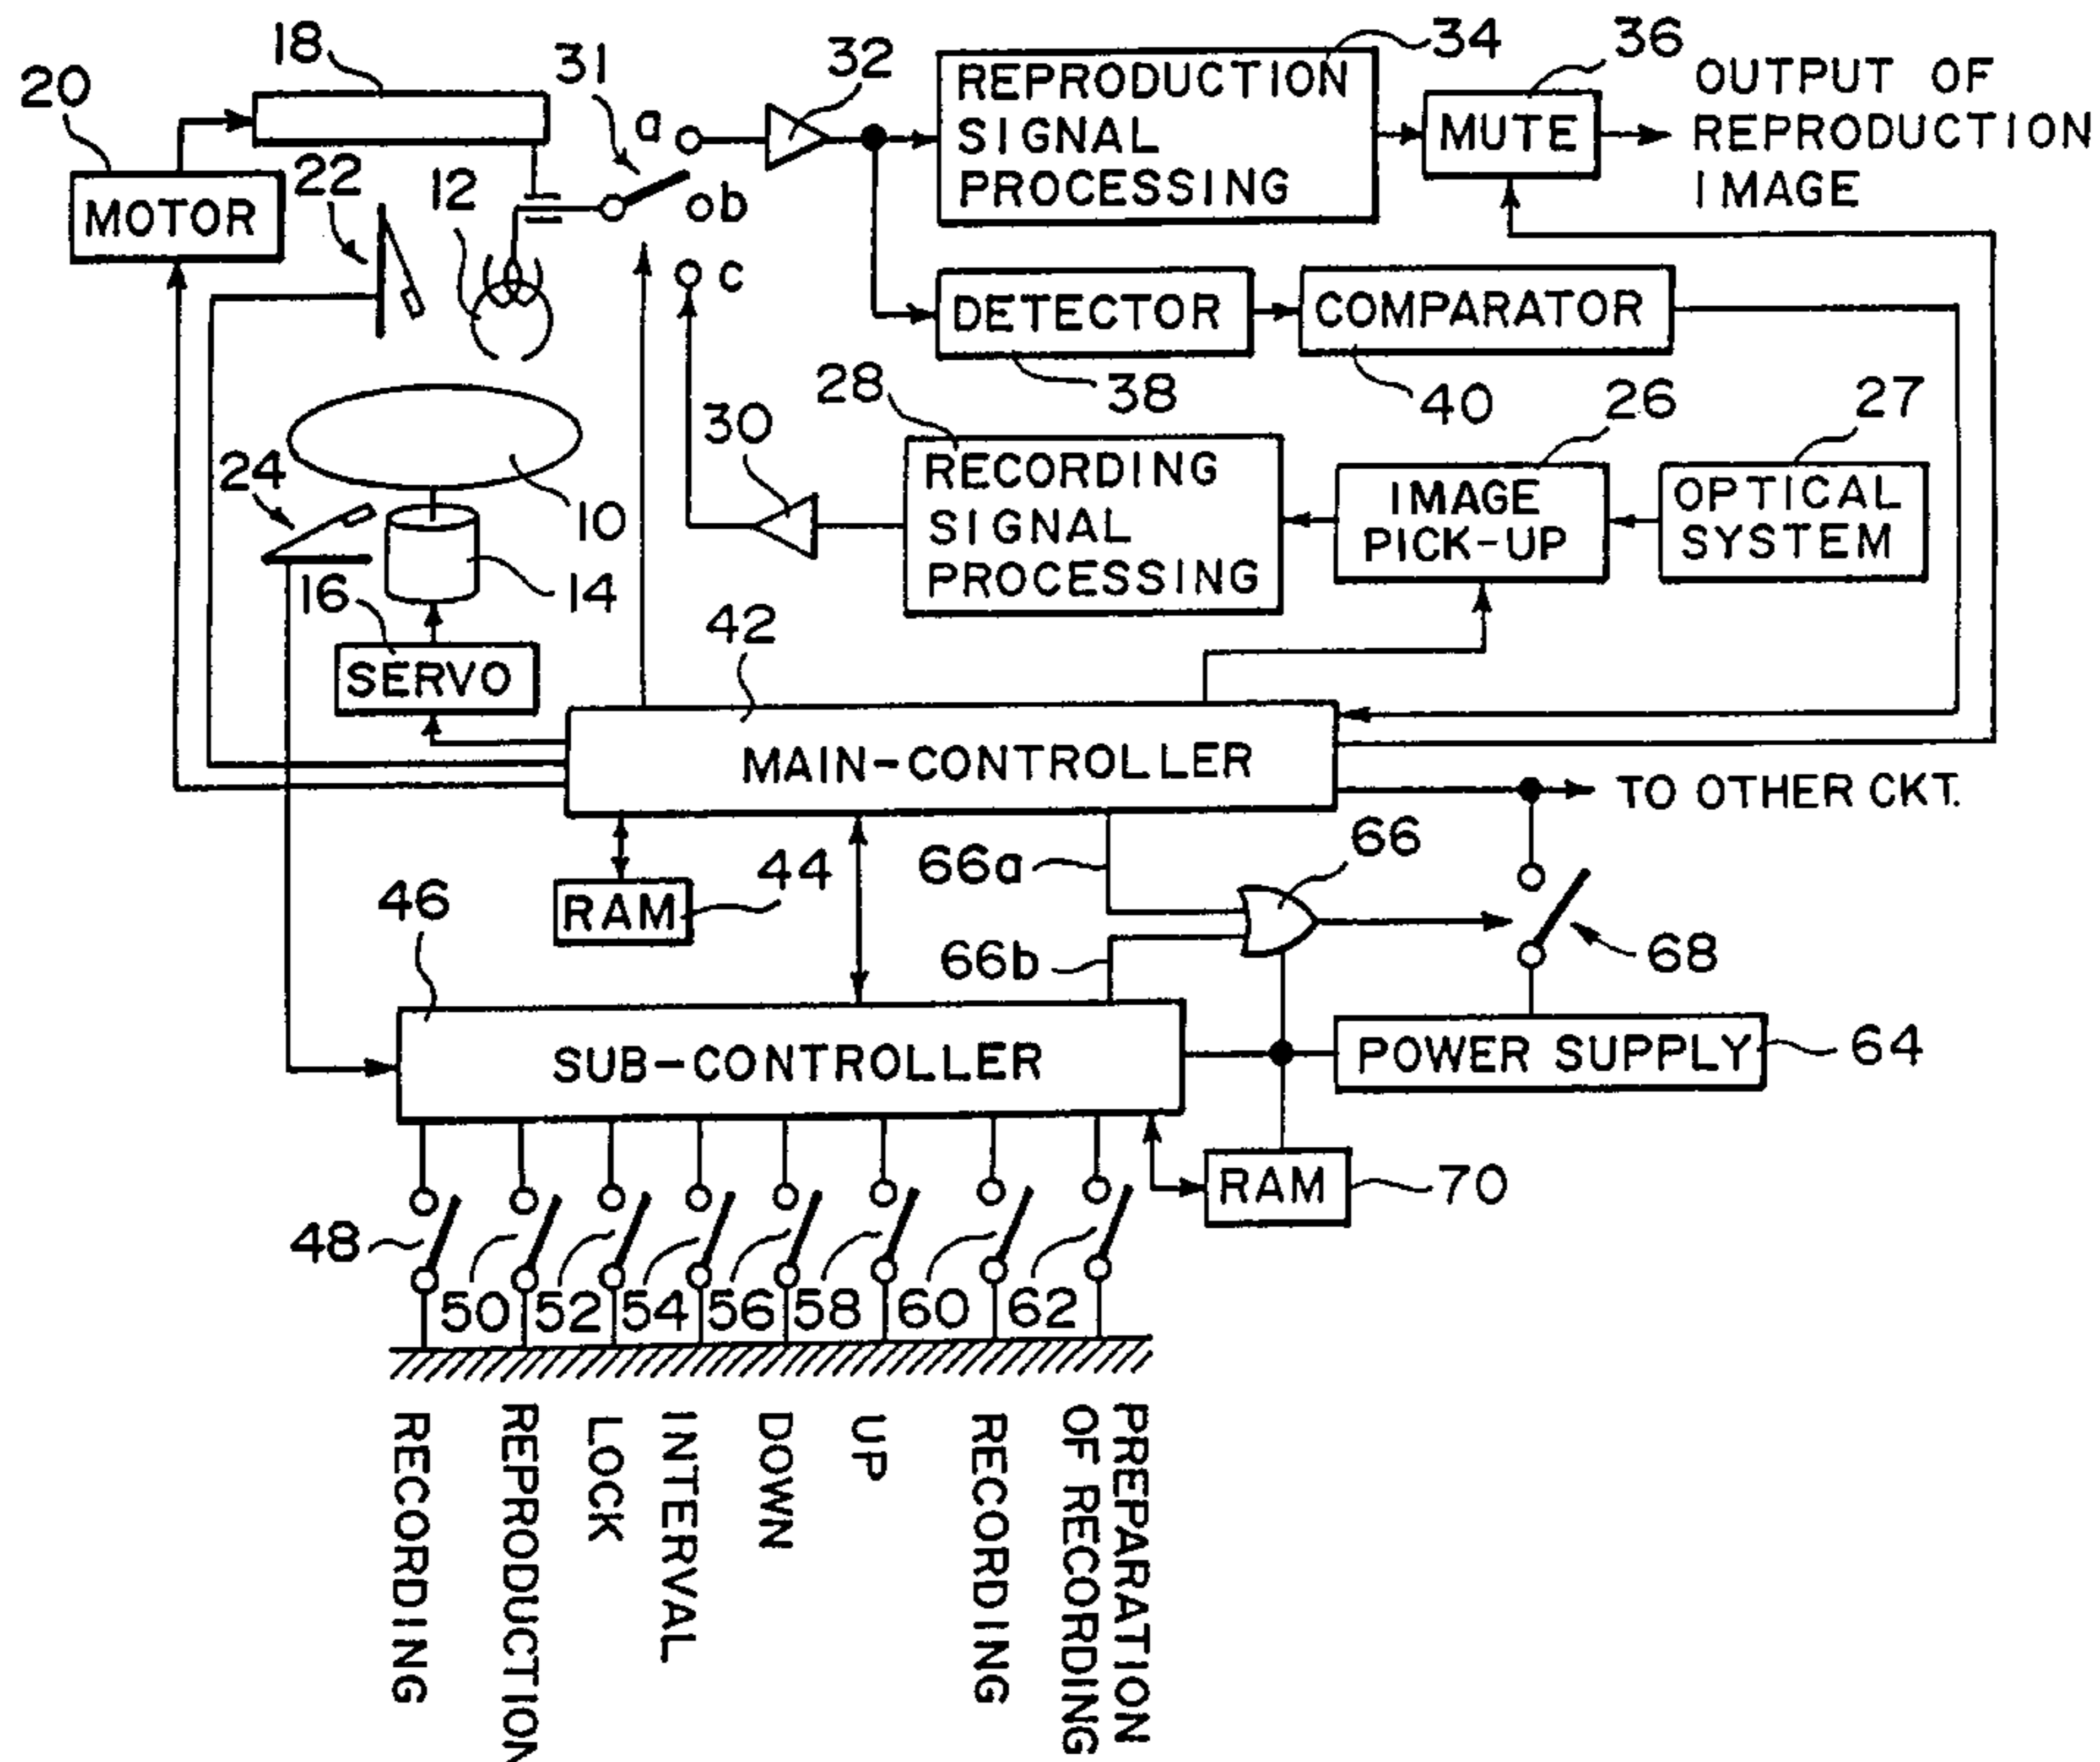 18
20
31
32
34
36
OUTPUT OF
REPRODUCTION
IMAGE
a
REPRODUCTION
SIGNAL
PROCESSING
MUTE
MOTOR
22
12
b
c
DETECTOR
COMPARATOR
38
40
28
26
27
30
24
10
RECORDING
SIGNAL
PROCESSING
IMAGE
PICK-UP
OPTICAL
SYSTEM
16
14
42
SERVO
MAIN-CONTROLLER
TO OTHER CKT.
44
RAM
66a
66
46
66b
68
SUB-CONTROLLER
POWER SUPPLY
64
RAM
70
48
50
52
54
56
58
60
62
RECORDING
REPRODUCTION
LOCK
INTERVAL
DOWN
UP
RECORDING
PREPARATION
OF RECORDING